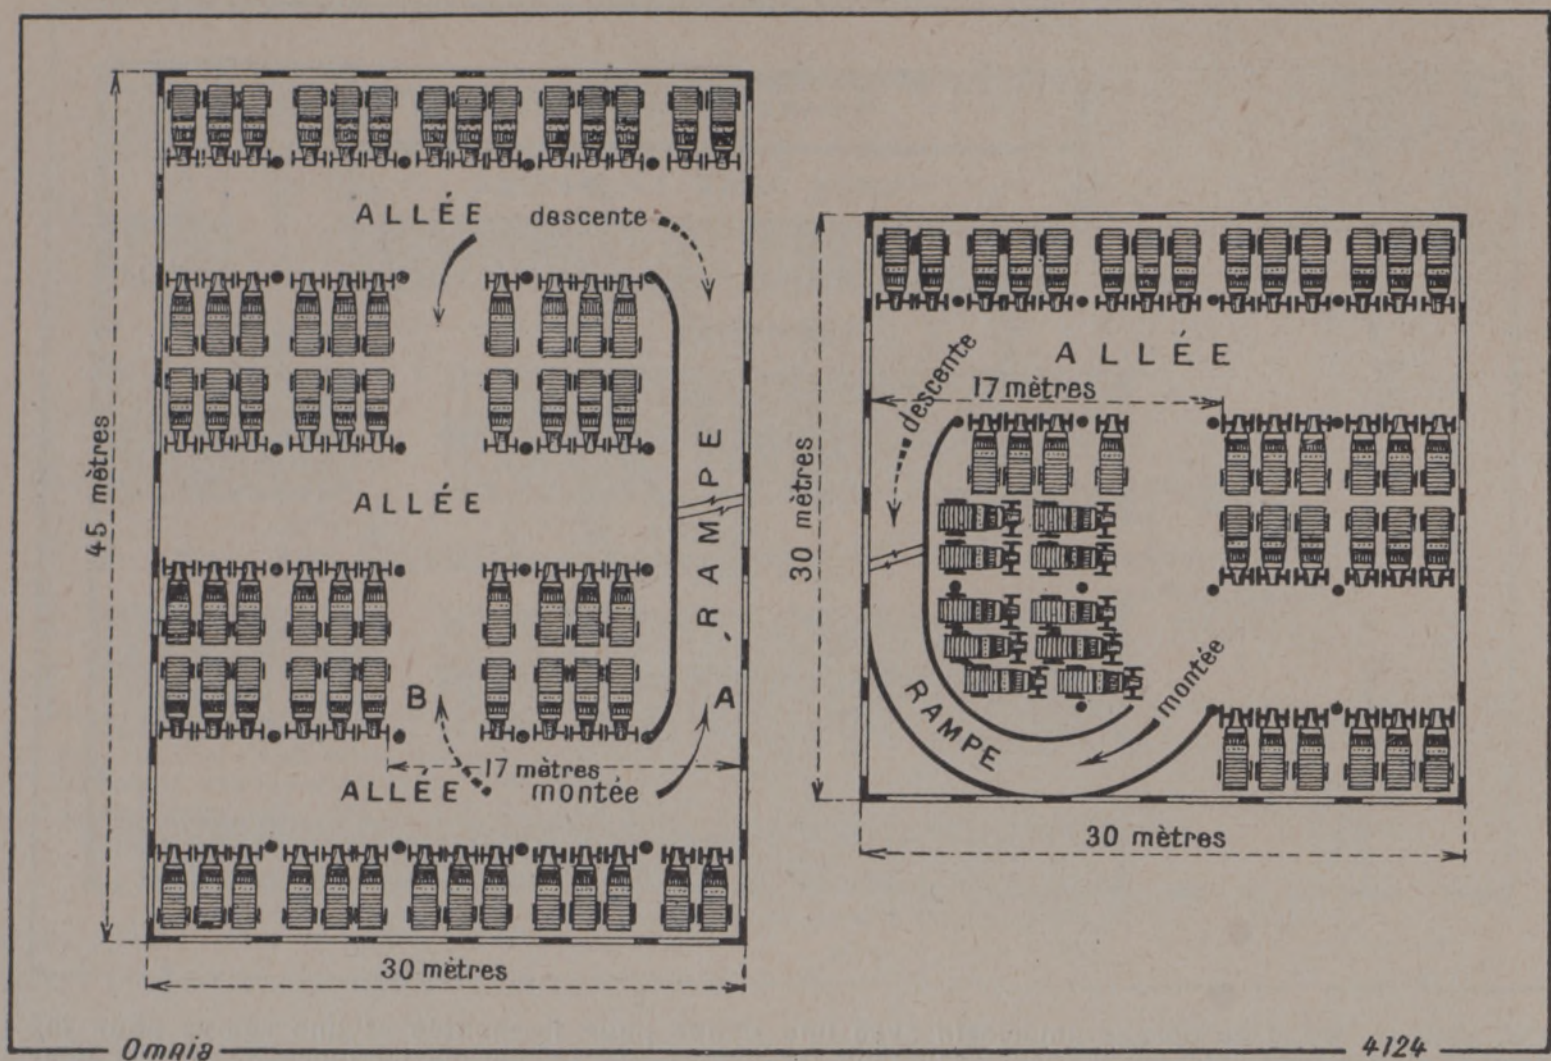 ALLÉE descente
45 mètres
ALLÉE
RAMPE
B
A
17 mètres
ALLÉE montée
30 mètres
descente
ALLÉE
17 mètres
30 mètres
RAMPE
montée
30 mètres
Omnia
4124